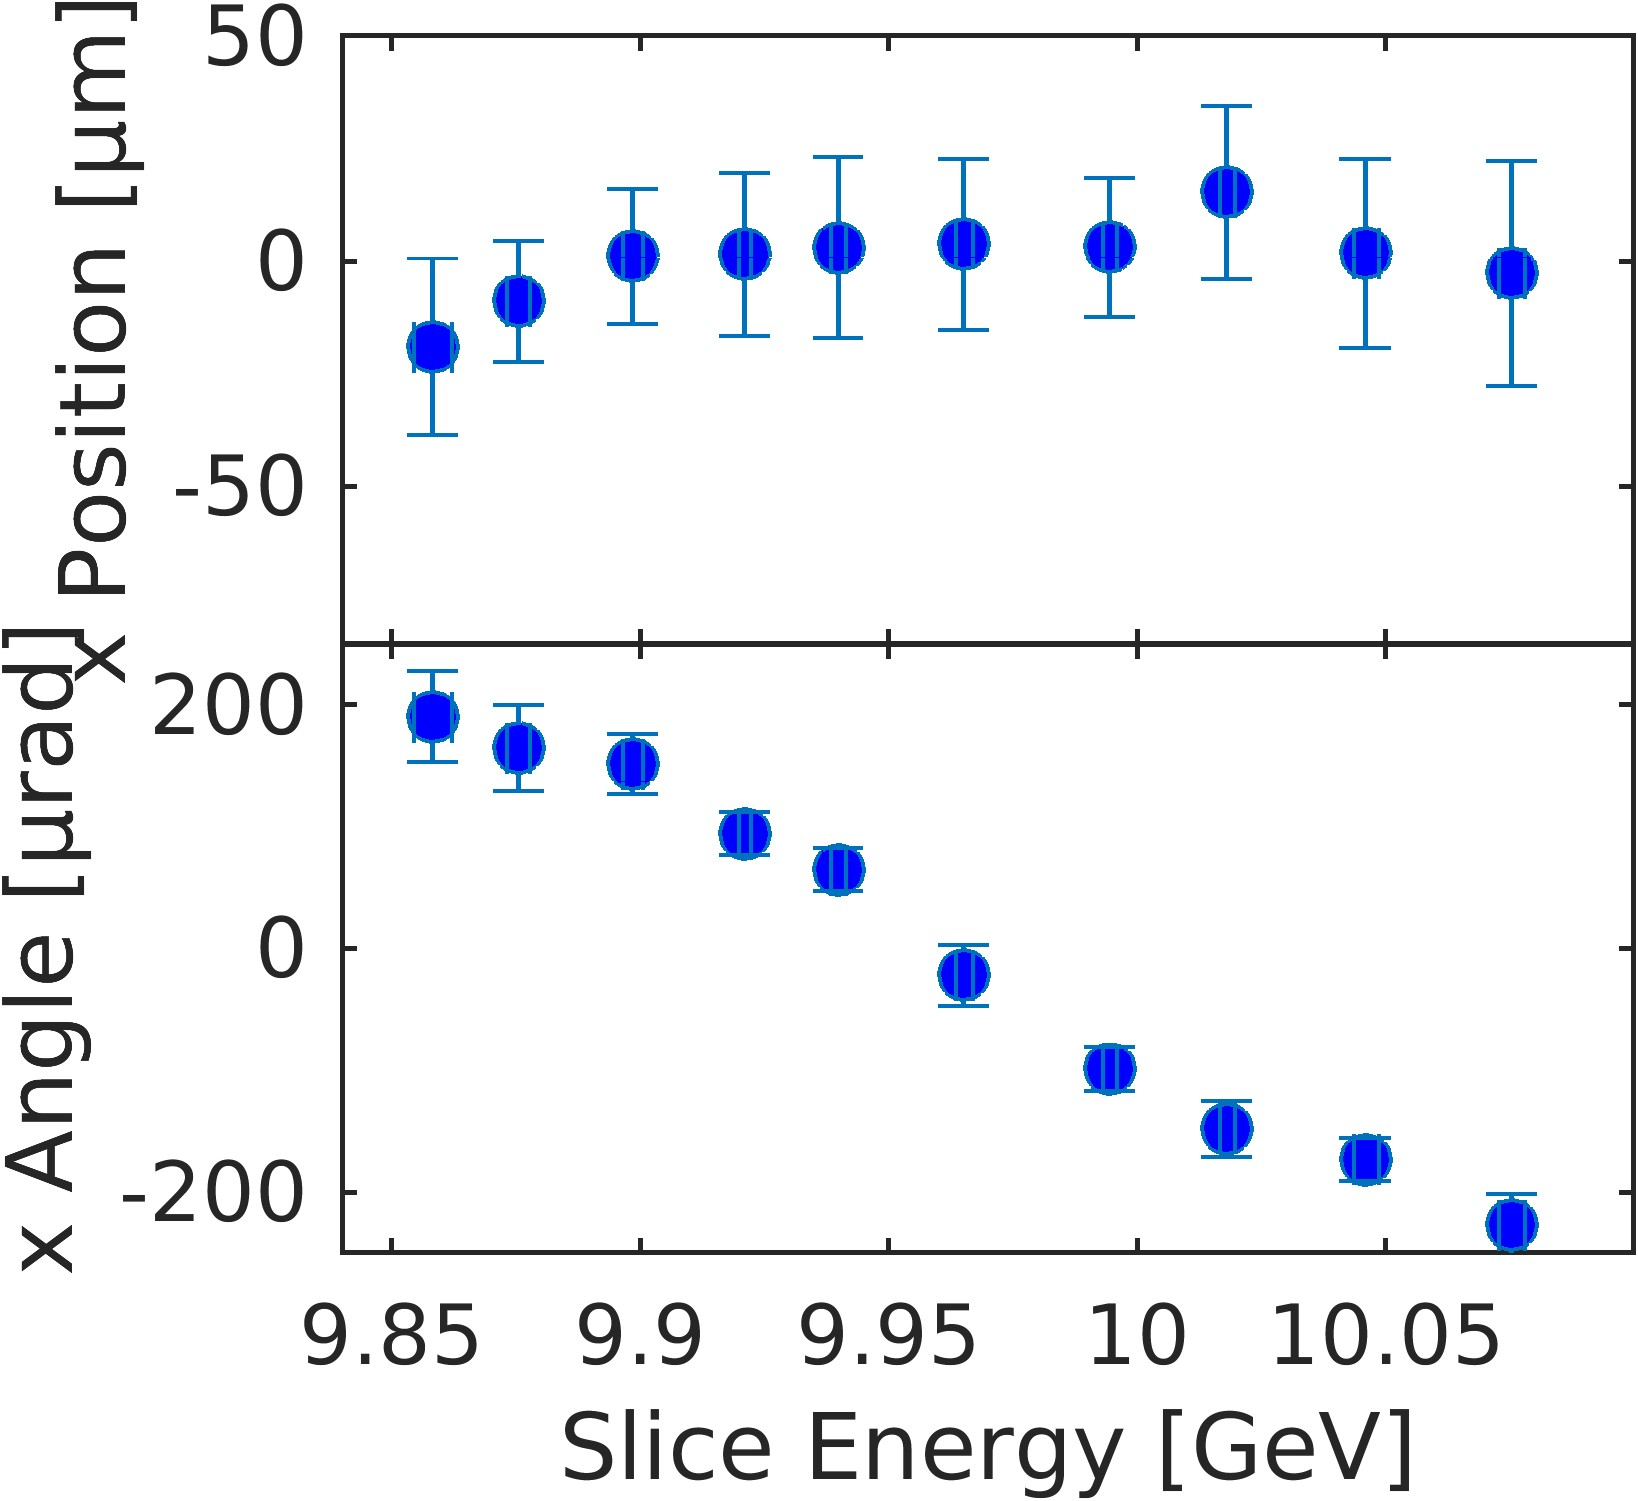 x Position [µm]
50
0
-50
x Angle [µrad]
200
0
-200
9.85 9.9 9.95 10 10.05
Slice Energy [GeV]